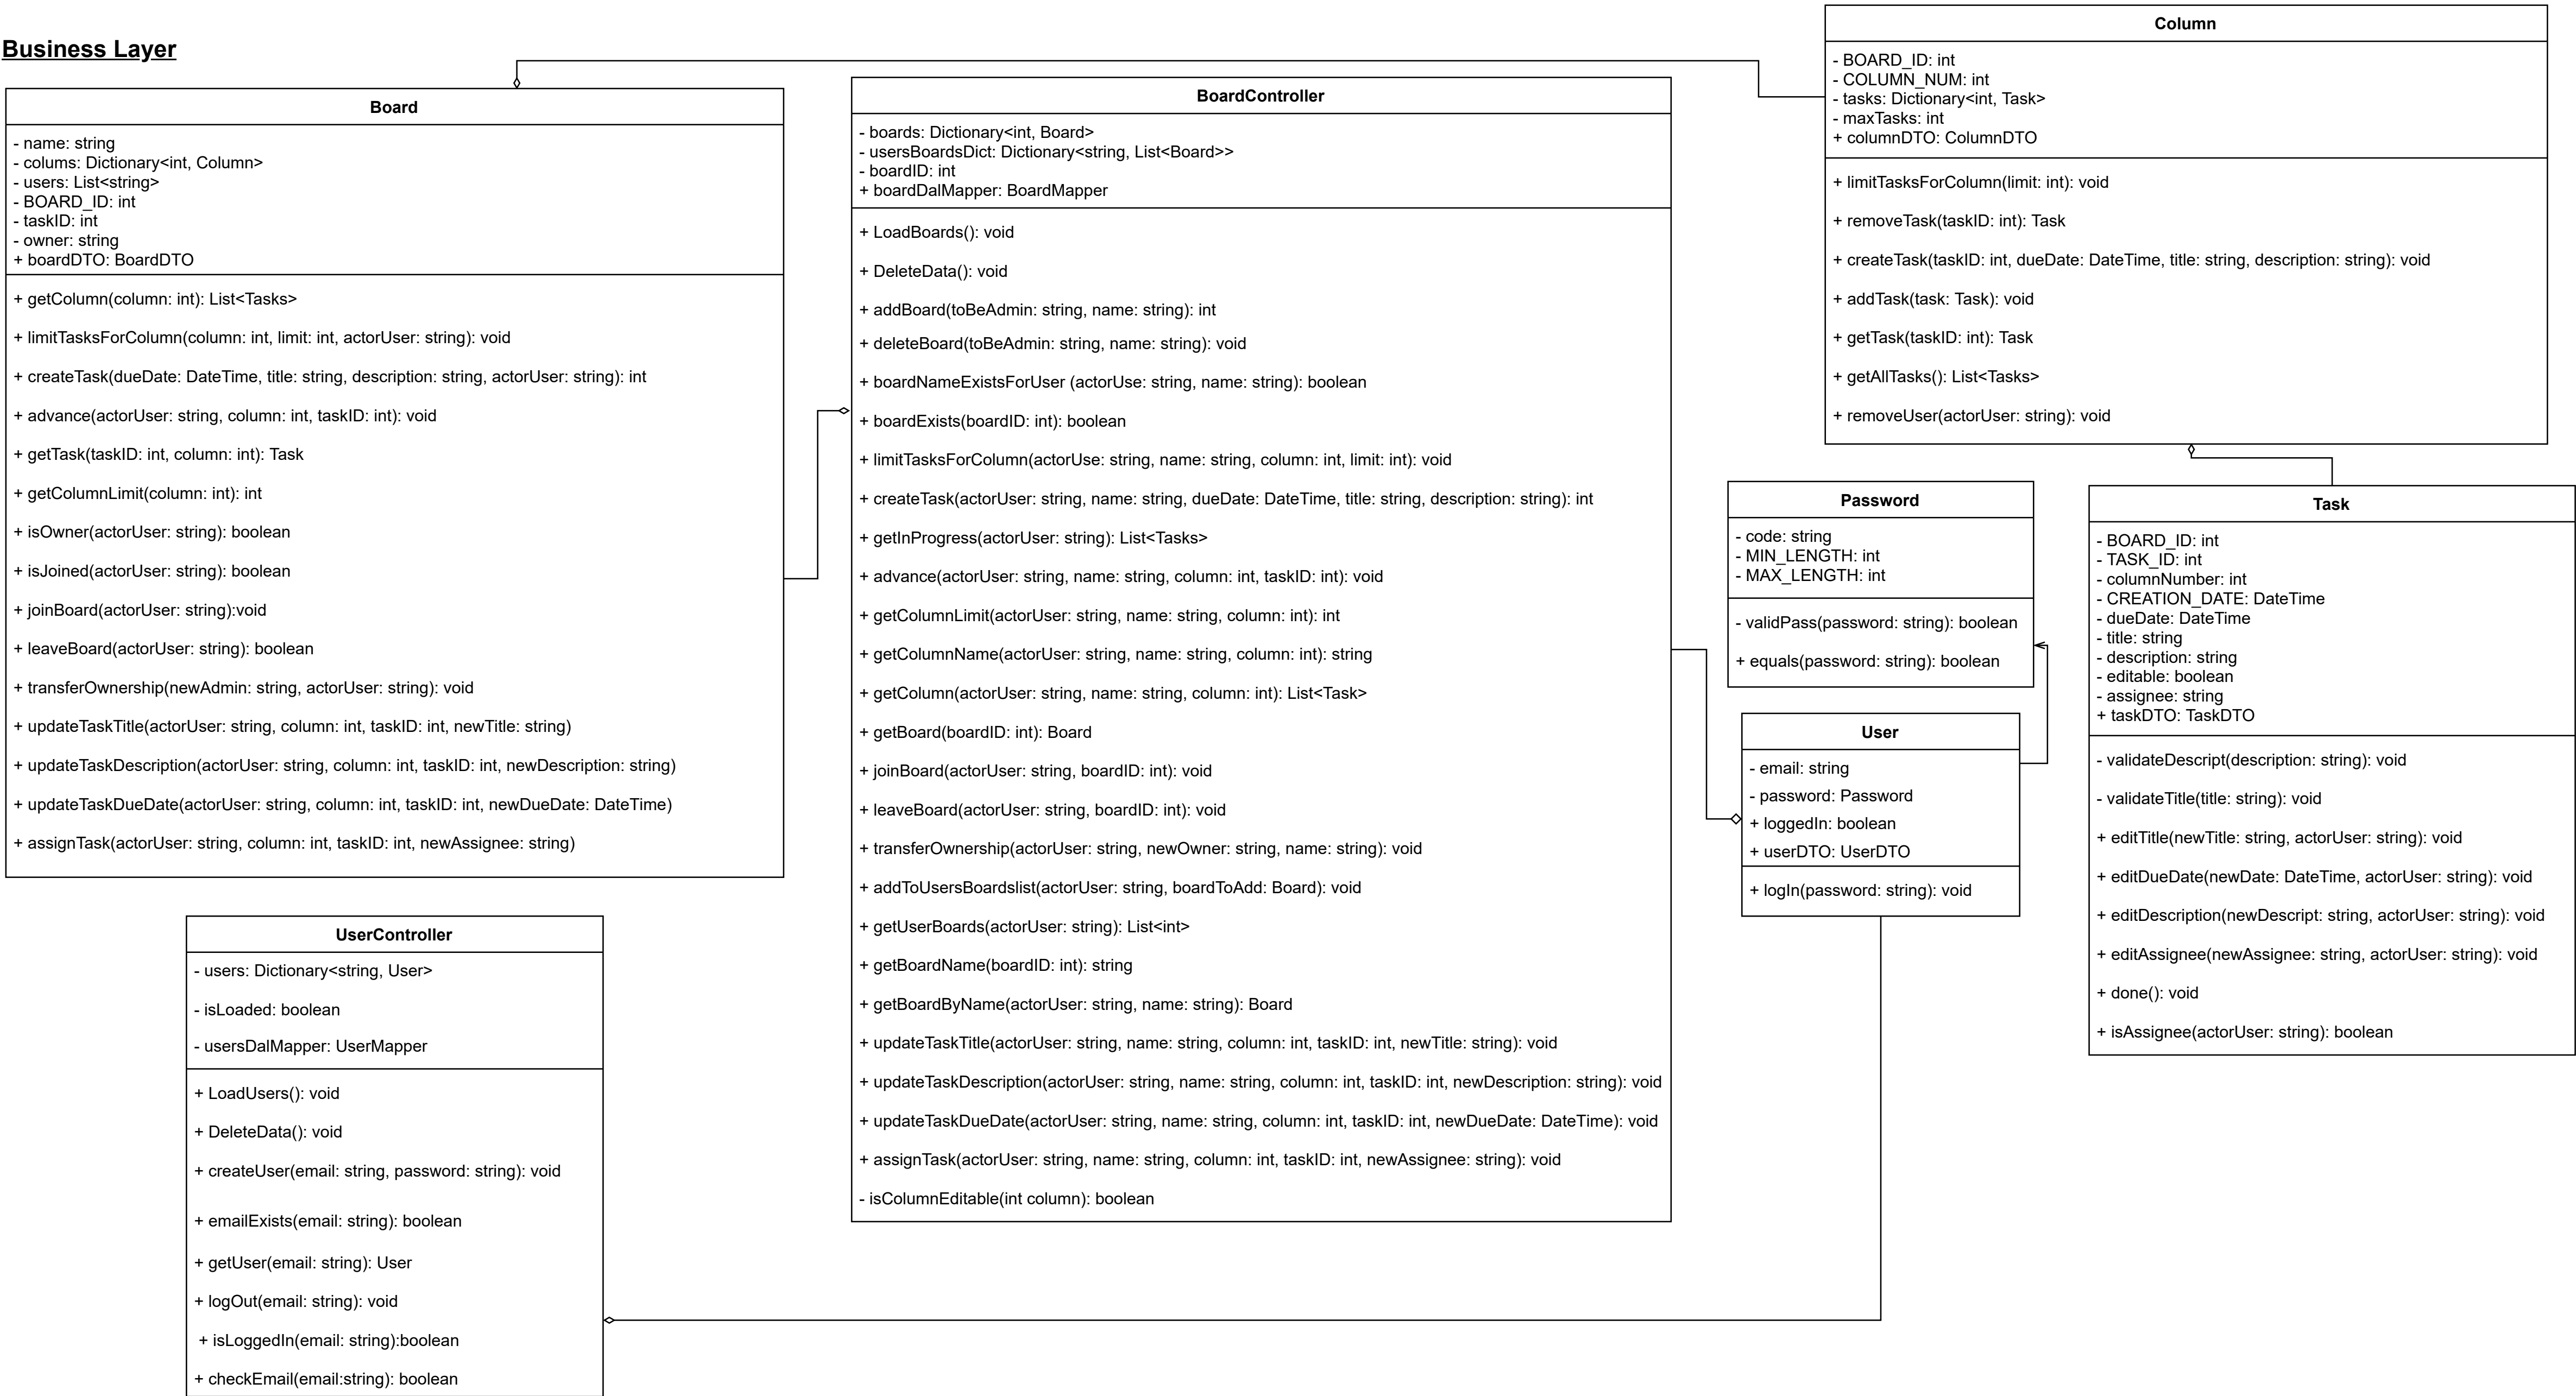 Business Layer
Board
- name: string
- colums: Dictionary<int, Column>
- users: List<string>
- BOARD_ID: int
- taskID: int
- owner: string
+ boardDTO: BoardDTO
+ getColumn(column: int): List<Tasks>
+ limitTasksForColumn(column: int, limit: int, actorUser: string): void
+ createTask(dueDate: DateTime, title: string, description: string, actorUser: string): int
+ advance(actorUser: string, column: int, taskID: int): void
+ getTask(taskID: int, column: int): Task
+ getColumnLimit(column: int): int
+ isOwner(actorUser: string): boolean
+ isJoined(actorUser: string): boolean
+ joinBoard(actorUser: string):void
+ leaveBoard(actorUser: string): boolean
+ transferOwnership(newAdmin: string, actorUser: string): void
+ updateTaskTitle(actorUser: string, column: int, taskID: int, newTitle: string)
+ updateTaskDescription(actorUser: string, column: int, taskID: int, newDescription: string)
+ updateTaskDueDate(actorUser: string, column: int, taskID: int, newDueDate: DateTime)
+ assignTask(actorUser: string, column: int, taskID: int, newAssignee: string)
UserController
- users: Dictionary<string, User>
- isLoaded: boolean
- usersDalMapper: UserMapper
+ LoadUsers(): void
+ DeleteData(): void
+ createUser(email: string, password: string): void
+ emailExists(email: string): boolean
+ getUser(email: string): User
+ logOut(email: string): void
+ isLoggedIn(email: string):boolean
+ checkEmail(email:string): boolean
BoardController
- boards: Dictionary<int, Board>
- usersBoardsDict: Dictionary<string, List<Board>>
- boardID: int
+ boardDalMapper: BoardMapper
+ LoadBoards(): void
+ DeleteData(): void
+ addBoard(toBeAdmin: string, name: string): int
+ deleteBoard(toBeAdmin: string, name: string): void
+ boardNameExistsForUser (actorUse: string, name: string): boolean
+ boardExists(boardID: int): boolean
+ limitTasksForColumn(actorUse: string, name: string, column: int, limit: int): void
+ createTask(actorUser: string, name: string, dueDate: DateTime, title: string, description: string): int
+ getInProgress(actorUser: string): List<Tasks>
+ advance(actorUser: string, name: string, column: int, taskID: int): void
+ getColumnLimit(actorUser: string, name: string, column: int): int
+ getColumnName(actorUser: string, name: string, column: int): string
+ getColumn(actorUser: string, name: string, column: int): List<Task>
+ getBoard(boardID: int): Board
+ joinBoard(actorUser: string, boardID: int): void
+ leaveBoard(actorUser: string, boardID: int): void
+ transferOwnership(actorUser: string, newOwner: string, name: string): void
+ addToUsersBoardslist(actorUser: string, boardToAdd: Board): void
+ getUserBoards(actorUser: string): List<int>
+ getBoardName(boardID: int): string
+ getBoardByName(actorUser: string, name: string): Board
+ updateTaskTitle(actorUser: string, name: string, column: int, taskID: int, newTitle: string): void
+ updateTaskDescription(actorUser: string, name: string, column: int, taskID: int, newDescription: string): void
+ updateTaskDueDate(actorUser: string, name: string, column: int, taskID: int, newDueDate: DateTime): void
+ assignTask(actorUser: string, name: string, column: int, taskID: int, newAssignee: string): void
- isColumnEditable(int column): boolean
Column
- BOARD_ID: int
- COLUMN_NUM: int
- tasks: Dictionary<int, Task>
- maxTasks: int
+ columnDTO: ColumnDTO
+ limitTasksForColumn(limit: int): void
+ removeTask(taskID: int): Task
+ createTask(taskID: int, dueDate: DateTime, title: string, description: string): void
+ addTask(task: Task): void
+ getTask(taskID: int): Task
+ getAllTasks(): List<Tasks>
+ removeUser(actorUser: string): void
Password
- code: string
- MIN_LENGTH: int
- MAX_LENGTH: int
- validPass(password: string): boolean
+ equals(password: string): boolean
User
- email: string
- password: Password
+ loggedIn: boolean
+ userDTO: UserDTO
+ logIn(password: string): void
Task
- BOARD_ID: int
- TASK_ID: int
- columnNumber: int
- CREATION_DATE: DateTime
- dueDate: DateTime
- title: string
- description: string
- editable: boolean
- assignee: string
+ taskDTO: TaskDTO
- validateDescript(description: string): void
- validateTitle(title: string): void
+ editTitle(newTitle: string, actorUser: string): void
+ editDueDate(newDate: DateTime, actorUser: string): void
+ editDescription(newDescript: string, actorUser: string): void
+ editAssignee(newAssignee: string, actorUser: string): void
+ done(): void
+ isAssignee(actorUser: string): boolean